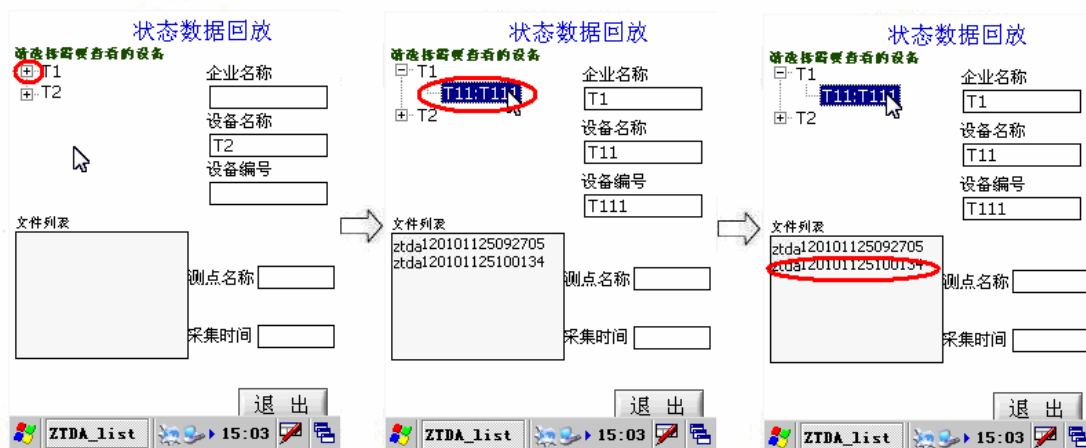 状态数据回放
请选择需要查看的设备
T1
T2
企业名称
设备名称
T2
设备编号
文件列表
测点名称
采集时间
退 出
ZTDA_list
15:03
状态数据回放
请选择需要查看的设备
T1
T11:T111
T2
企业名称
T1
设备名称
T11
设备编号
T111
文件列表
ztda120101125092705
ztda120101125100134
测点名称
采集时间
退 出
ZTDA_list
15:03
状态数据回放
请选择需要查看的设备
T1
T11:T111
T2
企业名称
T1
设备名称
T11
设备编号
T111
文件列表
ztda120101125092705
ztda120101125100134
测点名称
采集时间
退 出
ZTDA_list
15:03